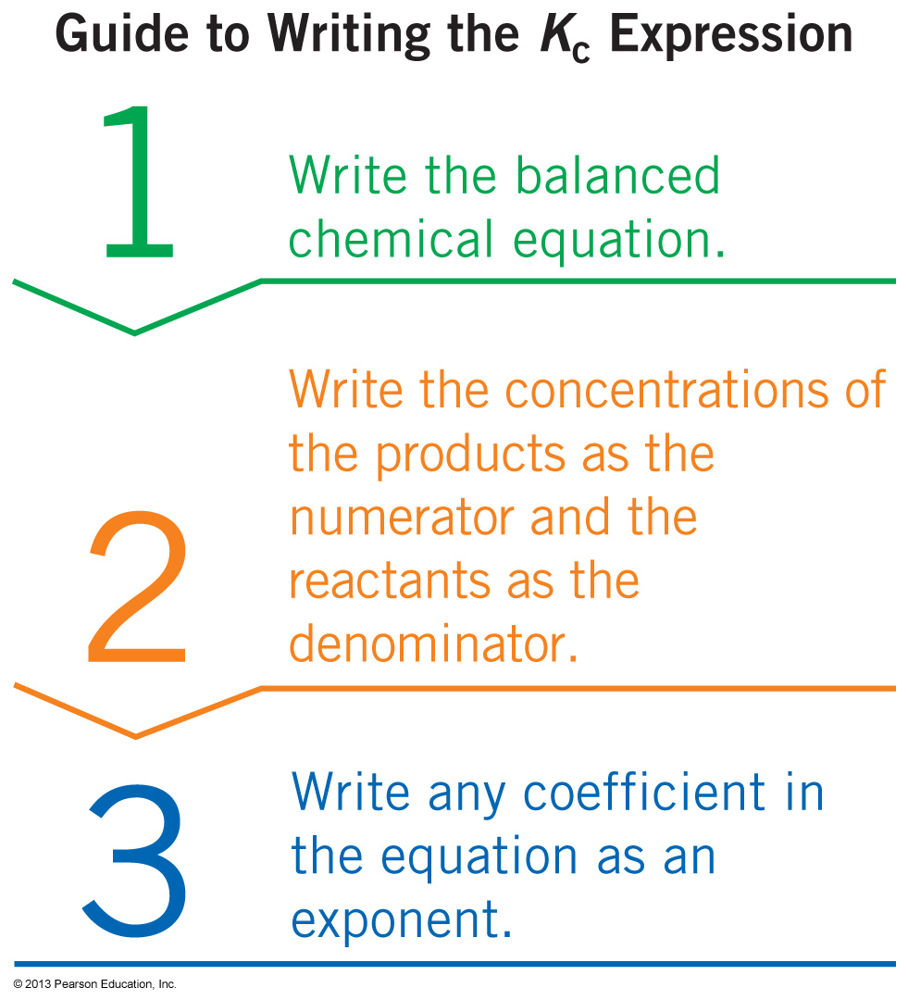 Guide to Writing the Kc Expression
1
Write the balanced
chemical equation.
2
Write the concentrations of
the products as the
numerator and the
reactants as the
denominator.
3
Write any coefficient in
the equation as an
exponent.
© 2013 Pearson Education, Inc.